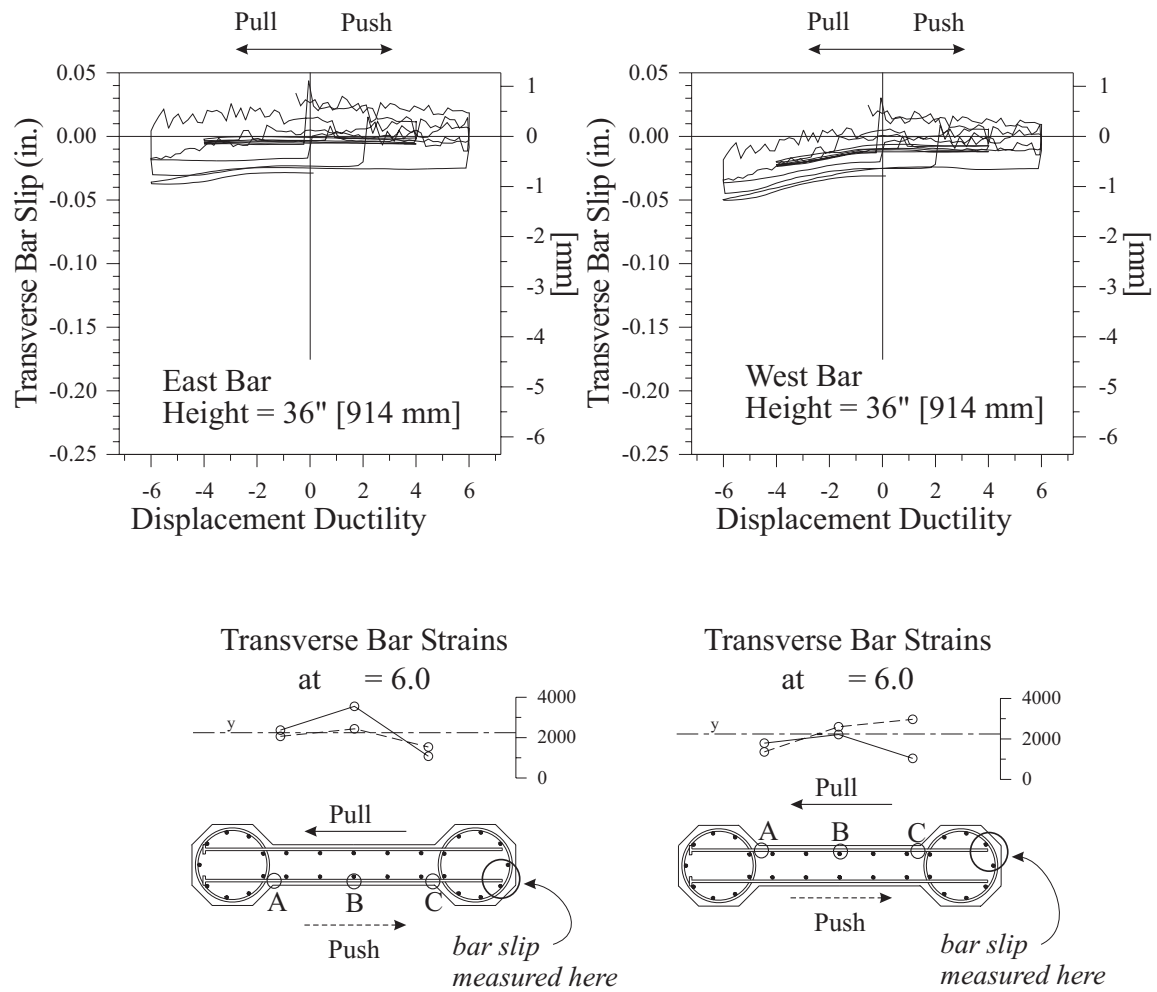 Pull Push
0.05
0.00
-0.05
-0.10
-0.15
-0.20
-0.25
Transverse Bar Slip (in.)
1
0
-1
-2
-3
-4
-5
-6
[mm]
East Bar
Height = 36" [914 mm]
-6 -4 -2 0 2 4 6
Displacement Ductility
Pull Push
0.05
0.00
-0.05
-0.10
-0.15
-0.20
-0.25
Transverse Bar Slip (in.)
1
0
-1
-2
-3
-4
-5
-6
[mm]
West Bar
Height = 36" [914 mm]
-6 -4 -2 0 2 4 6
Displacement Ductility
Transverse Bar Strains
at = 6.0
y
4000
2000
0
Pull
A B C
Push
bar slip
measured here
Transverse Bar Strains
at = 6.0
y
4000
2000
0
Pull
A B C
Push
bar slip
measured here